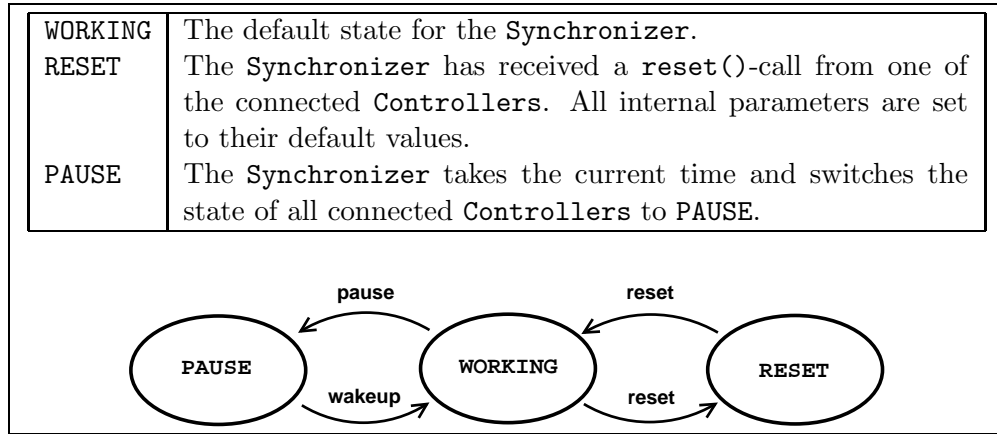 WORKING The default state for the Synchronizer.
RESET The Synchronizer has received a reset()-call from one of
the connected Controllers. All internal parameters are set
to their default values.
PAUSE The Synchronizer takes the current time and switches the
state of all connected Controllers to PAUSE.
pause reset
PAUSE WORKING RESET
wakeup reset